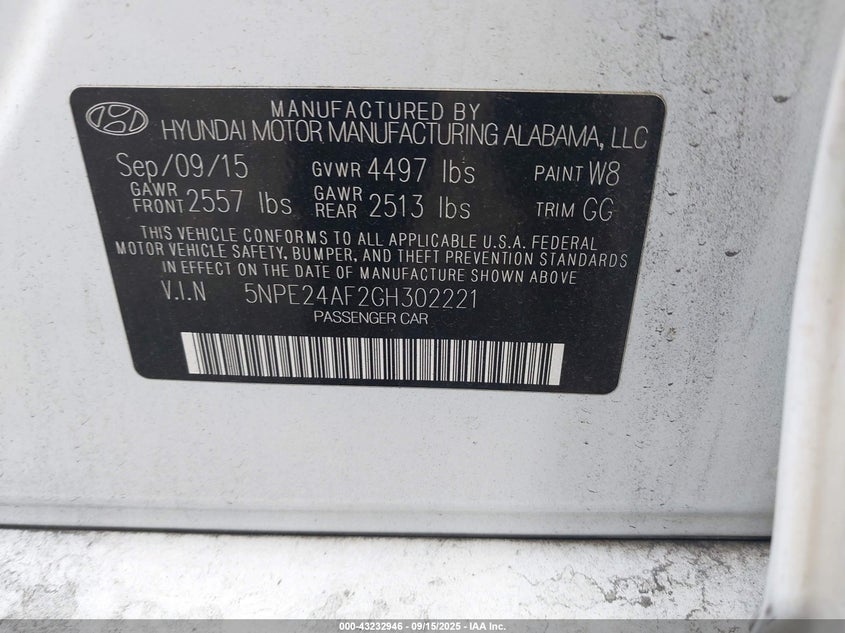 MANUFACTURED BY
HYUNDAI MOTOR MANUFACTURING ALABAMA, LLC
Sep/09/15 GVWR 4497 lbs PAINT W8
GAWR FRONT 2557 lbs GAWR REAR 2513 lbs TRIM GG
THIS VEHICLE CONFORMS TO ALL APPLICABLE U.S.A. FEDERAL
MOTOR VEHICLE SAFETY, BUMPER, AND THEFT PREVENTION STANDARDS
IN EFFECT ON THE DATE OF MANUFACTURE SHOWN ABOVE
V.I.N 5NPE24AF2GH302221
PASSENGER CAR
000-43232946 - 09/15/2025 - IAA Inc.